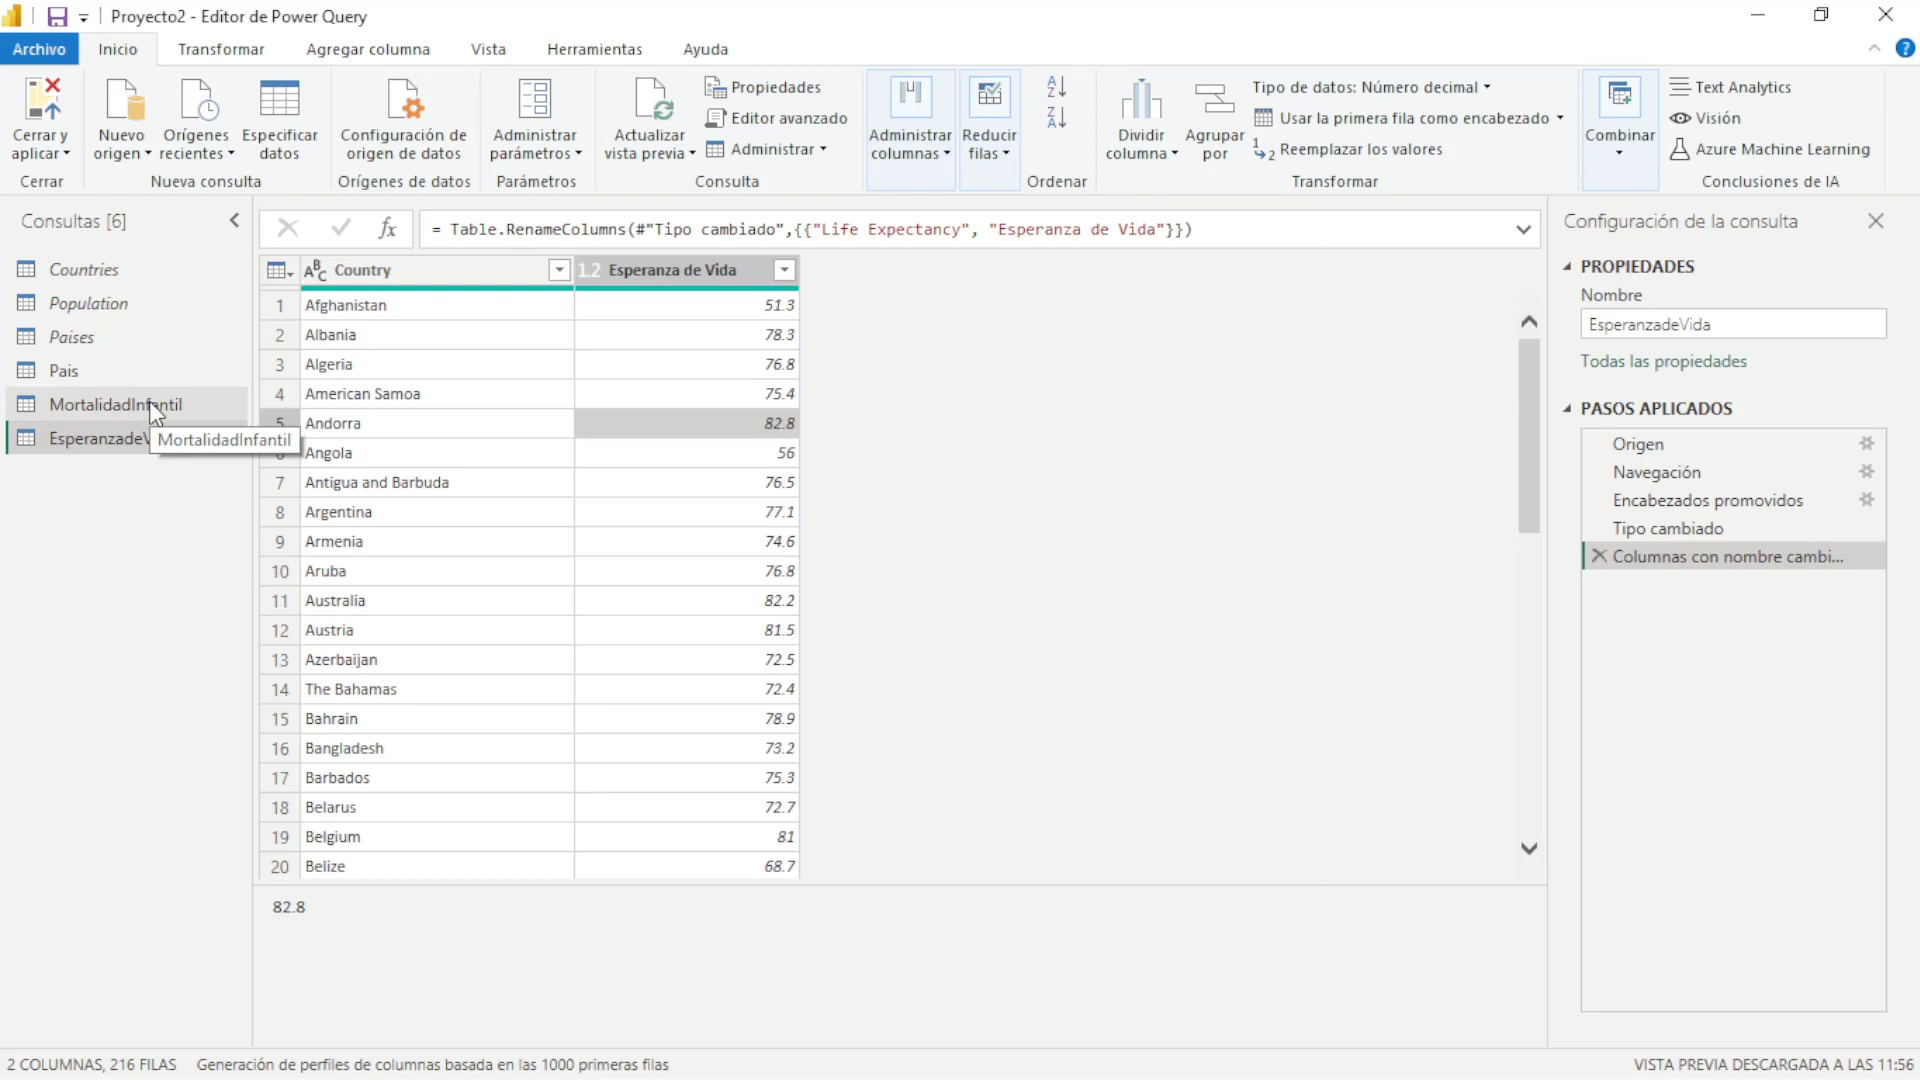 Proyecto2 - Editor de Power Query
Archivo
Inicio
Transformar
Agregar columna
Vista
Herramientas
Ayuda
?
Cerrar y
aplicar
Cerrar
Nuevo
origen
Orígenes
recientes
Especificar
datos
Nueva consulta
Configuración de
origen de datos
Orígenes de datos
Administrar
parámetros
Parámetros
Actualizar
vista previa
Propiedades
Editor avanzado
Administrar
Consulta
Administrar
columnas
Reducir
filas
Ordenar
Dividir
columna
Agrupar
por
Tipo de datos: Número decimal
Usar la primera fila como encabezado
Reemplazar los valores
Transformar
Combinar
Text Analytics
Visión
Azure Machine Learning
Conclusiones de IA
Consultas [6]
Countries
Population
Paises
Pais
MortalidadInfantil
EsperanzadeV
MortalidadInfantil
fx
= Table.RenameColumns(#"Tipo cambiado",{{"Life Expectancy", "Esperanza de Vida"}})
ABC Country
1.2 Esperanza de Vida
1 Afghanistan 51.3
2 Albania 78.3
3 Algeria 76.8
4 American Samoa 75.4
5 Andorra 82.8
6 Angola 56
7 Antigua and Barbuda 76.5
8 Argentina 77.1
9 Armenia 74.6
10 Aruba 76.8
11 Australia 82.2
12 Austria 81.5
13 Azerbaijan 72.5
14 The Bahamas 72.4
15 Bahrain 78.9
16 Bangladesh 73.2
17 Barbados 75.3
18 Belarus 72.7
19 Belgium 81
20 Belize 68.7
82.8
Configuración de la consulta
PROPIEDADES
Nombre
EsperanzadeVida
Todas las propiedades
PASOS APLICADOS
Origen
Navegación
Encabezados promovidos
Tipo cambiado
Columnas con nombre cambi...
2 COLUMNAS, 216 FILAS
Generación de perfiles de columnas basada en las 1000 primeras filas
VISTA PREVIA DESCARGADA A LAS 11:56